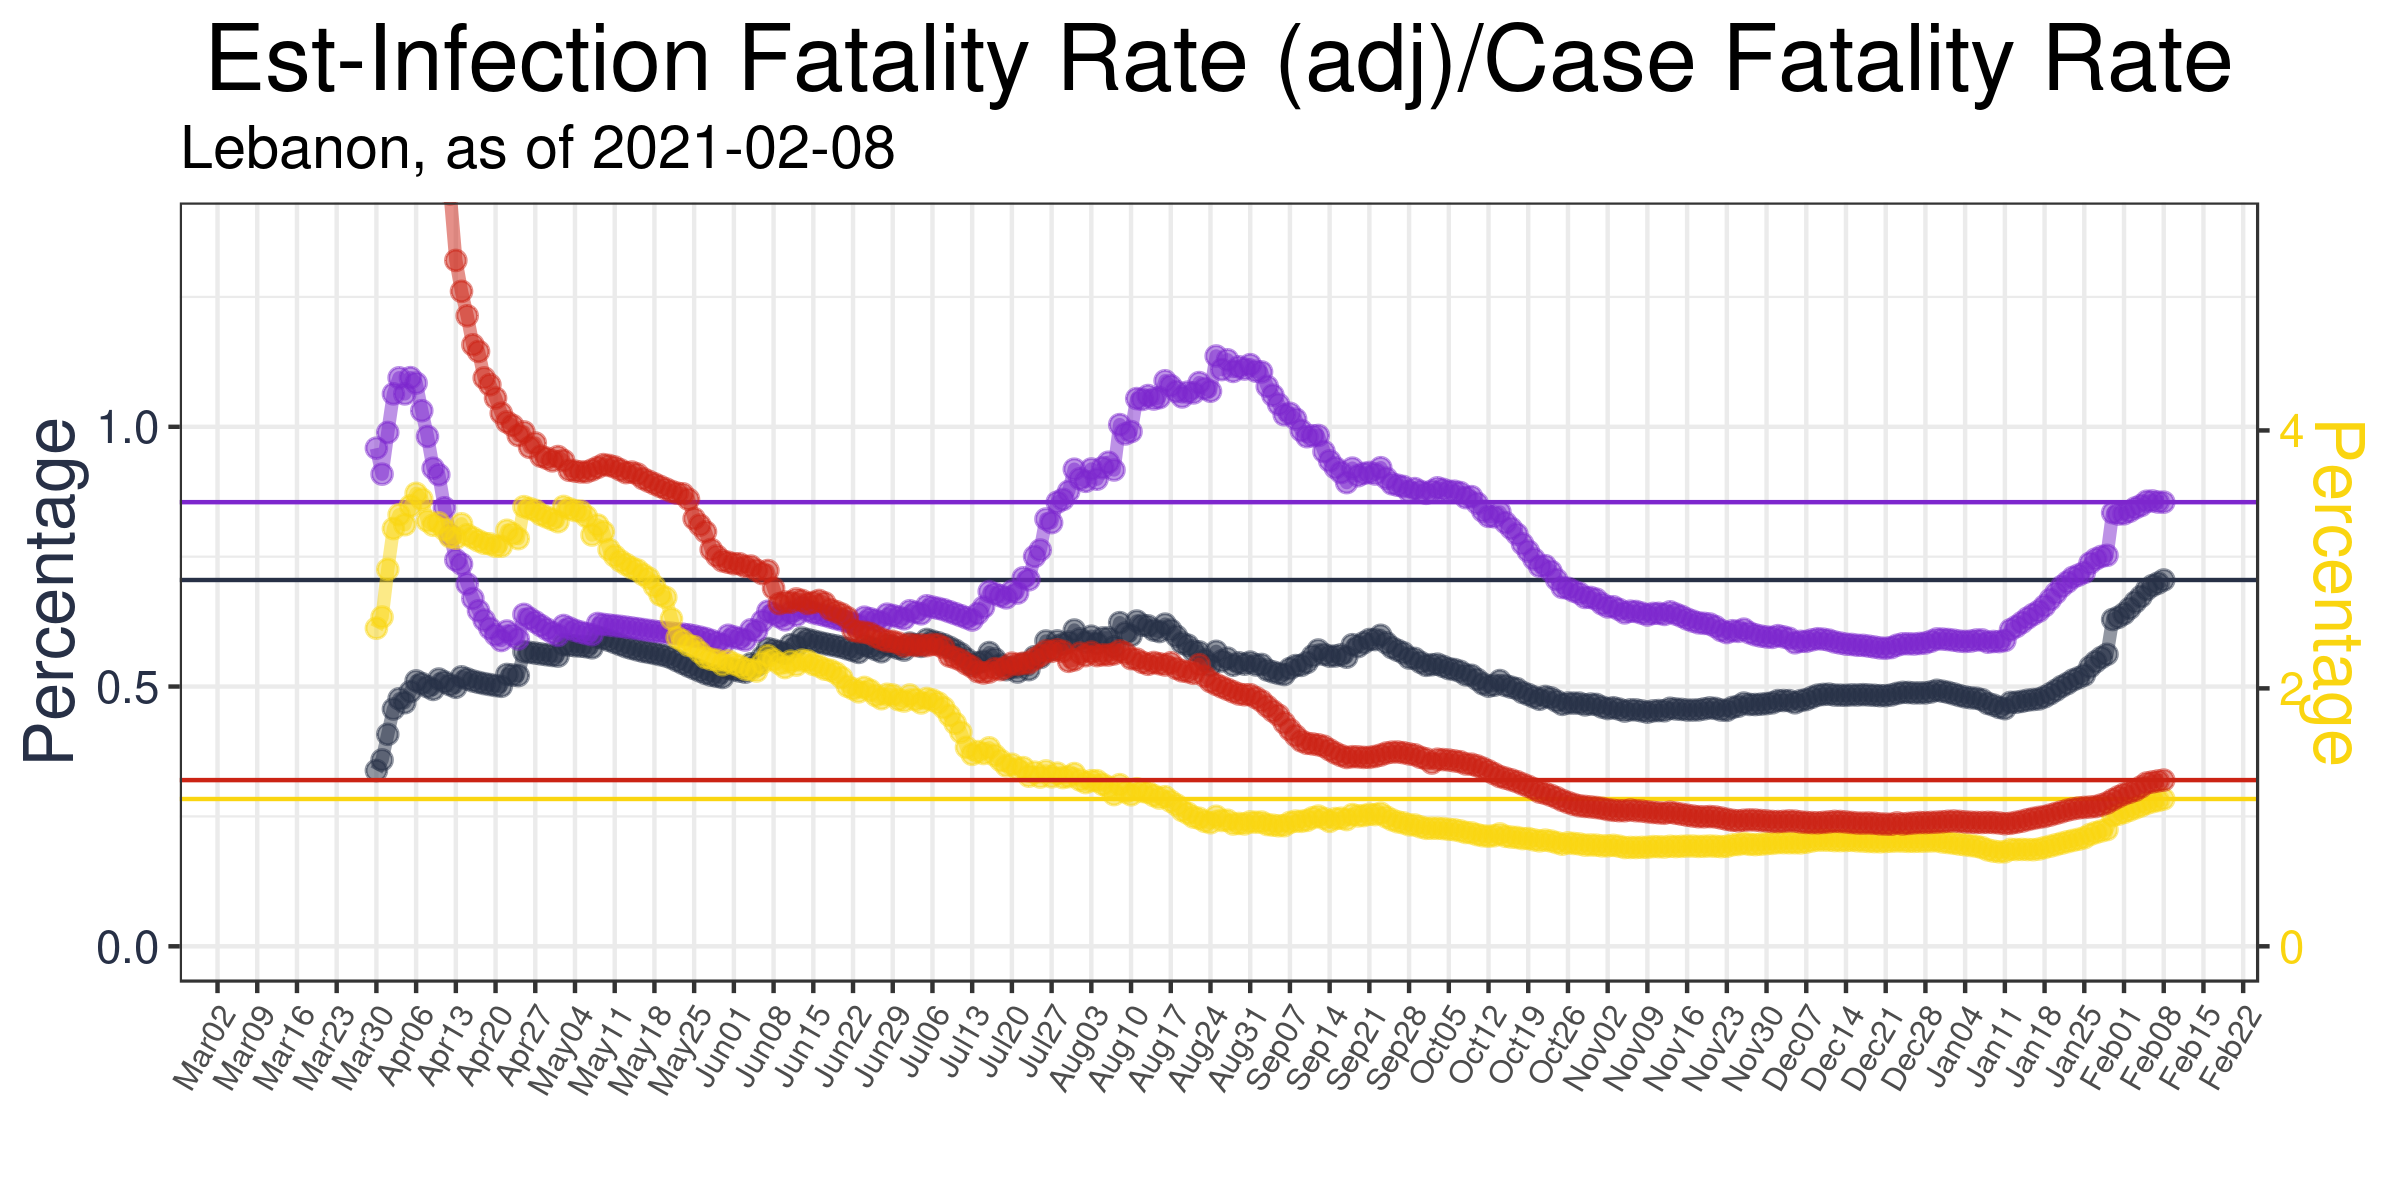 Est-Infection Fatality Rate (adj)/Case Fatality Rate
Lebanon, as of 2021-02-08
Percentage
1.0
0.5
0.0
4
2
0
Percentage
Mar02 Mar09 Mar16 Mar23 Mar30 Apr06 Apr13 Apr20 Apr27 May04 May11 May18 May25 Jun01 Jun08 Jun15 Jun22 Jun29 Jul06 Jul13 Jul20 Jul27 Aug03 Aug10 Aug17 Aug24 Aug31 Sep07 Sep14 Sep21 Sep28 Oct05 Oct12 Oct19 Oct26 Nov02 Nov09 Nov16 Nov23 Nov30 Dec07 Dec14 Dec21 Dec28 Jan04 Jan11 Jan18 Jan25 Feb01 Feb08 Feb15 Feb22